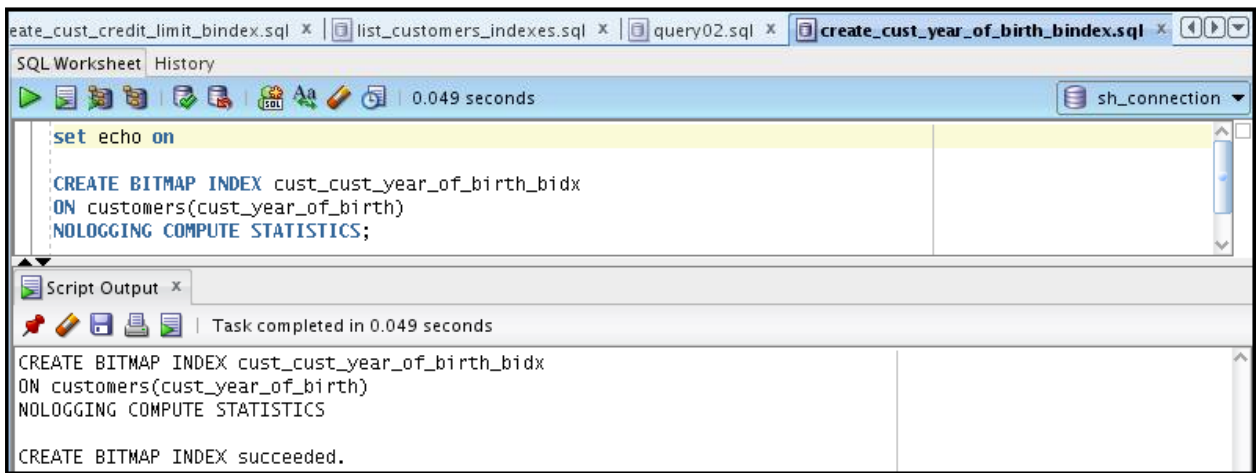 eate_cust_credit_limit_bindex.sql x list_customers_indexes.sql x query02.sql x create_cust_year_of_birth_bindex.sql x
SQL Worksheet History
0.049 seconds sh_connection
set echo on
CREATE BITMAP INDEX cust_cust_year_of_birth_bidx
ON customers(cust_year_of_birth)
NOLOGGING COMPUTE STATISTICS;
Script Output x
Task completed in 0.049 seconds
CREATE BITMAP INDEX cust_cust_year_of_birth_bidx
ON customers(cust_year_of_birth)
NOLOGGING COMPUTE STATISTICS
CREATE BITMAP INDEX succeeded.